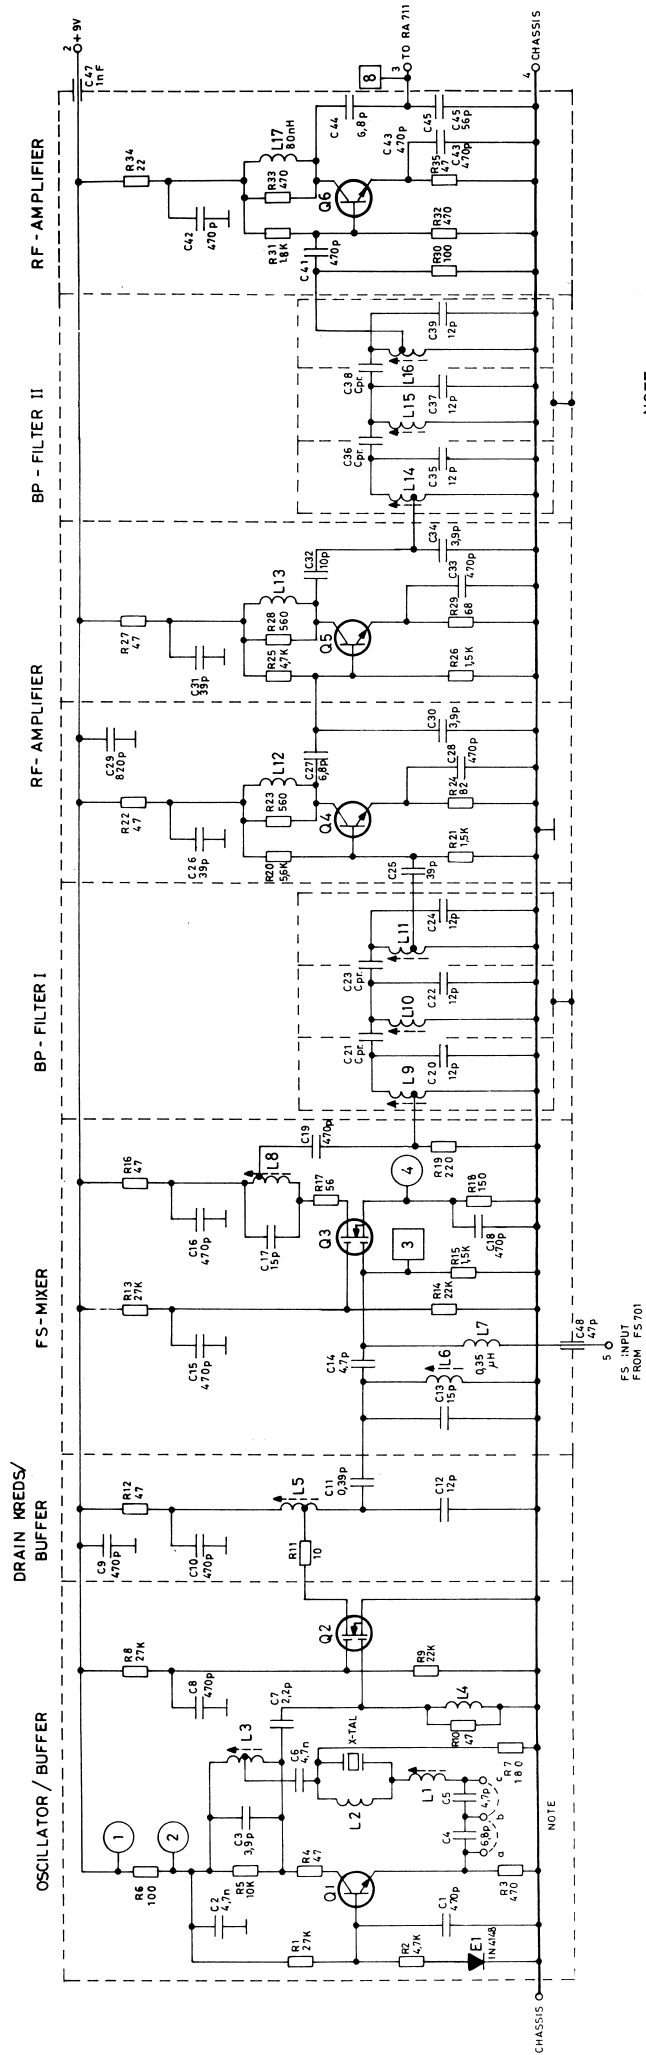 OSCILLATOR / BUFFER
DRAIN KREDS/
BUFFER
FS-MIXER
BP-FILTER I
RF-AMPLIFIER
BP-FILTER II
RF-AMPLIFIER
1
R6
100
2
C2
4,7n
R1
27K
R5
10K
C3
3,9p
L3
R4
47
Q1
R2
4,7K
E1
IN4148
C1
470p
R3
470
C6
4,7n
L2
X-TAL
L1
C4
6,8p
C5
4,7p
a
b
c
NOTE
R7
180
C7
2,2p
R8
27K
C8
470p
Q2
R9
22K
R10
47
L4
C9
470p
R12
47
C10
470p
R11
10
L5
C11
0,39p
C12
12p
R13
27K
C15
470p
C14
4,7p
C13
15p
L6
L7
0,35
µH
C48
47p
5
FS INPUT
FROM FS701
R16
47
C16
470p
C17
15p
L8
R17
56
Q3
3
4
R14
22K
R15
1,5K
C18
470p
R18
150
C19
470p
R19
220
L9
C20
12p
C21
Cpr.
L10
C22
12p
C23
Cpr.
L11
C24
12p
C25
39p
R22
47
C26
39p
C29
820p
R20
5,6K
R23
560
L12
Q4
C27
6,8p
R21
1,5K
R24
82
C28
470p
C30
3,9p
R27
47
C31
39p
R25
4,7K
R28
560
L13
Q5
C32
10p
R26
1,5K
R29
68
C33
470p
C34
3,9p
L14
C35
12p
C36
Cpr.
L15
C37
12p
C38
Cpr.
L16
C39
12p
R34
22
C42
470p
R31
1,8K
R33
470
L17
80nH
C41
470p
Q6
R30
100
R32
470
R35
47
C43
470p
C43
470p
C44
6,8p
C45
C45
56p
C47
1nF
2
+9V
8
3
TO RA711
4
CHASSIS
CHASSIS